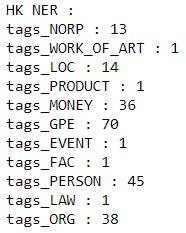 HK NER :
tags_NORP : 13
tags_WORK_OF_ART : 1
tags_LOC : 14
tags_PRODUCT : 1
tags_MONEY : 36
tags_GPE : 70
tags_EVENT : 1
tags_FAC : 1
tags_PERSON : 45
tags_LAW : 1
tags_ORG : 38